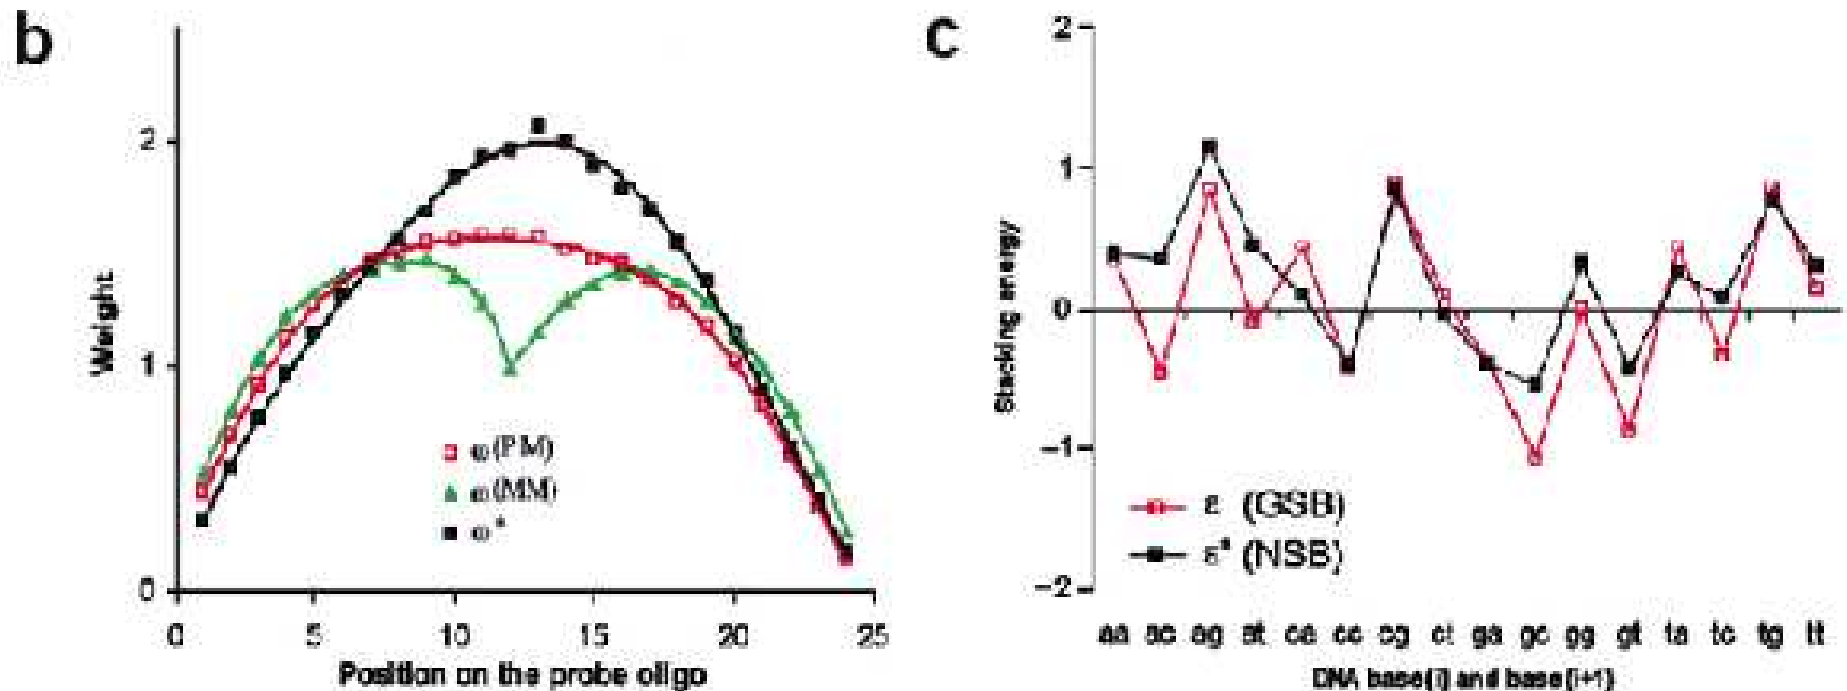 b
2
1
0
Weight
ω(PM)
ω(MM)
ω*
0 5 10 15 20 25
Position on the probe oligo
c
2
1
0
-1
-2
Stacking energy
ε (GSB)
ε* (NSB)
aa ac ag at ca cc cg ct ga gc gg gt ta tc tg tt
DNA base(i) and base(i+1)